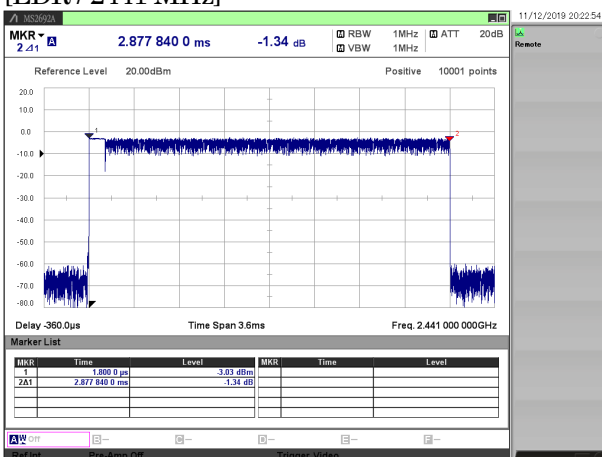 [EDR / 2441 MHz]
MS2692A
11/12/2019 20:22:54
MKR A 2.877 840 0 ms -1.34 dB RBW 1MHz ATT 20dB
2Δ1 VBW 1MHz
Remote
Reference Level 20.00dBm Positive 10001 points
20.0
10.0
0.0
-10.0
-20.0
-30.0
-40.0
-50.0
-60.0
-70.0
-80.0
1
2
Delay -360.0µs Time Span 3.6ms Freq. 2.441 000 000GHz
Marker List
MKR Time Level MKR Time Level
1 1.800 0 µs -3.03 dBm
2Δ1 2.877 840 0 ms -1.34 dB
A W Off B-- C-- D-- E-- F--
Ref.Int Pre-Amp Off Trigger Video